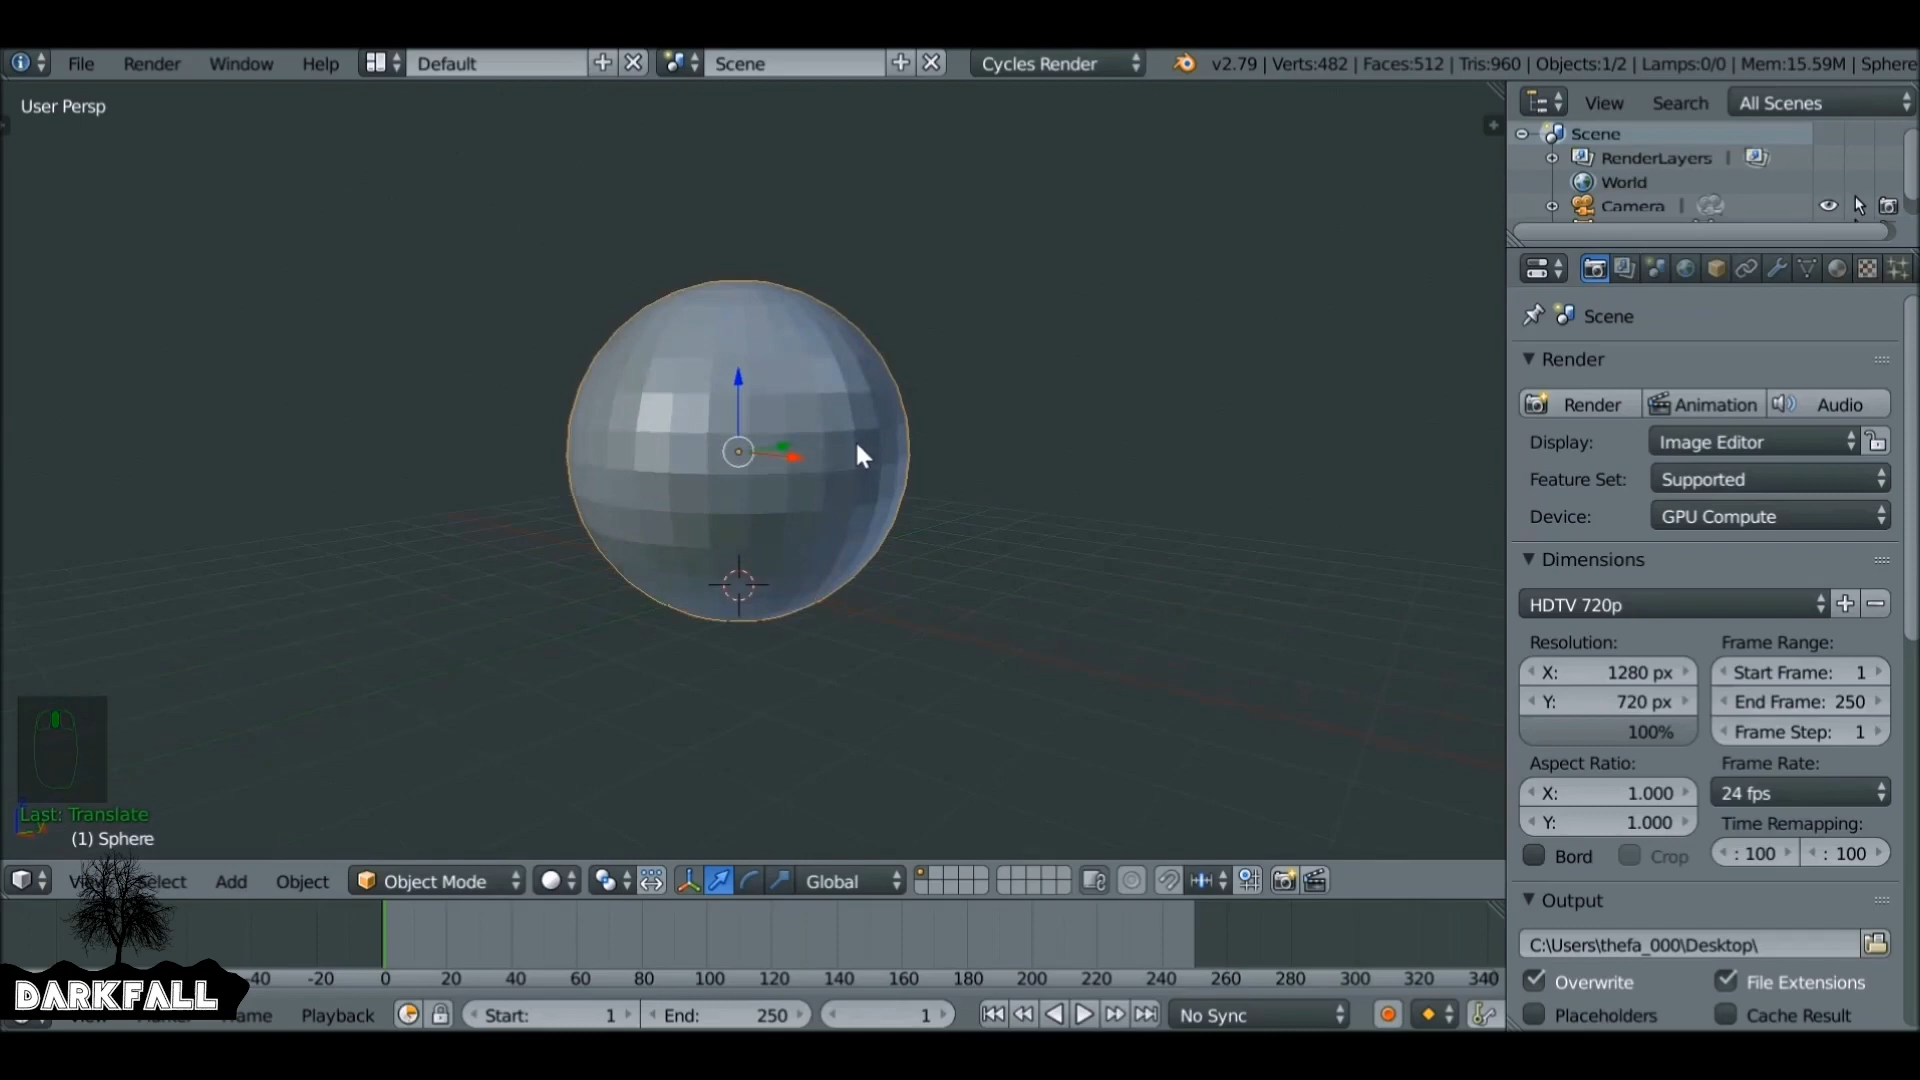 File Render Window Help Default Scene Cycles Render v2.79 | Verts:482 | Faces:512 | Tris:960 | Objects:1/2 | Lamps:0/0 | Mem:15.59M | Sphere
User Persp
View Search All Scenes
Scene
RenderLayers
World
Camera
Scene
Render
Render Animation Audio
Display: Image Editor
Feature Set: Supported
Device: GPU Compute
Dimensions
HDTV 720p
Resolution: Frame Range:
X: 1280 px Start Frame: 1
Y: 720 px End Frame: 250
100% Frame Step: 1
Aspect Ratio: Frame Rate:
X: 1.000 24 fps
Y: 1.000 Time Remapping:
Bord Crop : 100 : 100
Output
C:\Users\thefa_000\Desktop\
Overwrite File Extensions
Placeholders Cache Result
Last: Translate
(1) Sphere
Select Add Object Object Mode Global
-40 -20 0 20 40 60 80 100 120 140 160 180 200 220 240 260 280 300 320 340
DARKFALL
Playback Start: 1 End: 250 1 No Sync